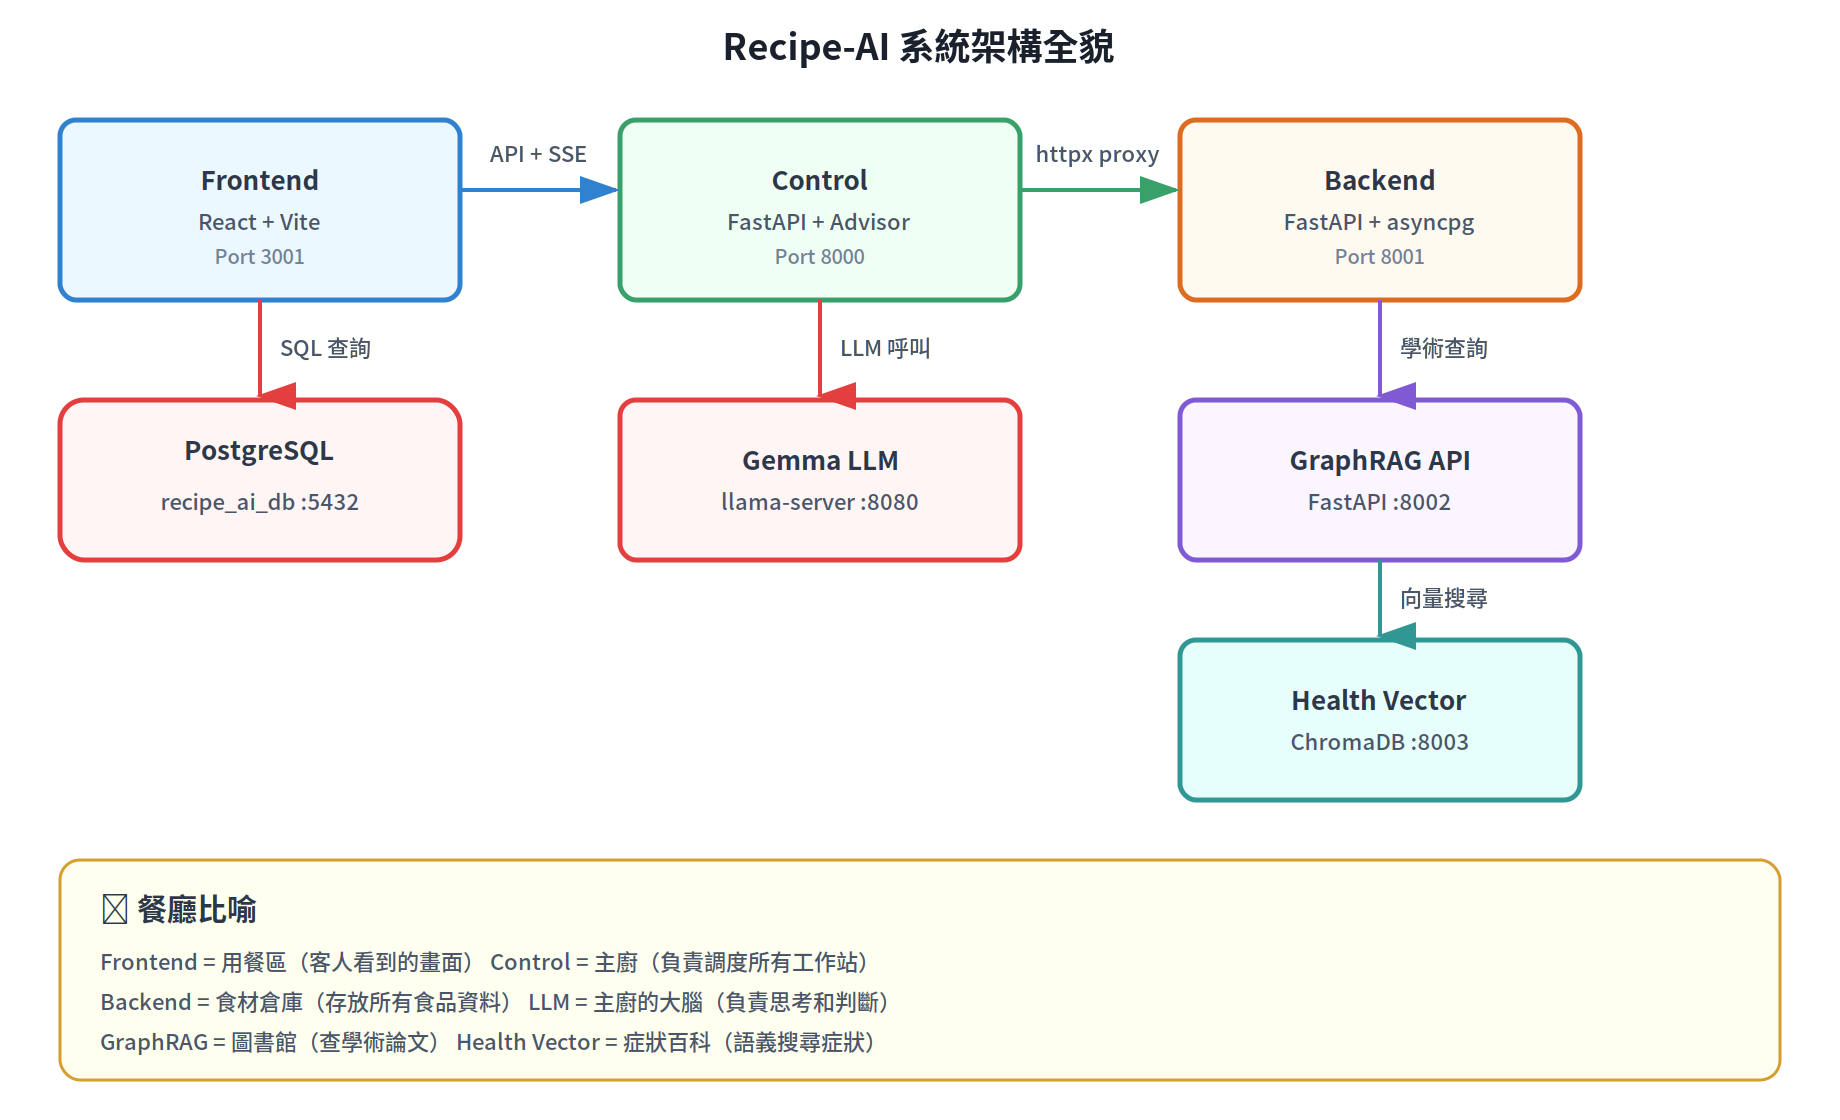 Recipe-AI 系統架構全貌
Frontend
React + Vite
Port 3001
API + SSE
Control
FastAPI + Advisor
Port 8000
httpx proxy
Backend
FastAPI + asyncpg
Port 8001
SQL 查詢
LLM 呼叫
學術查詢
PostgreSQL
recipe_ai_db :5432
Gemma LLM
llama-server :8080
GraphRAG API
FastAPI :8002
向量搜尋
Health Vector
ChromaDB :8003
餐廳比喻
Frontend = 用餐區（客人看到的畫面） Control = 主廚（負責調度所有工作站）
Backend = 食材倉庫（存放所有食品資料） LLM = 主廚的大腦（負責思考和判斷）
GraphRAG = 圖書館（查學術論文） Health Vector = 症狀百科（語義搜尋症狀）